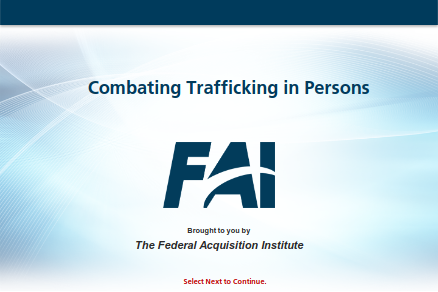 Combating Trafficking in Persons
FAI
Brought to you by
The Federal Acquisition Institute
Select Next to Continue.